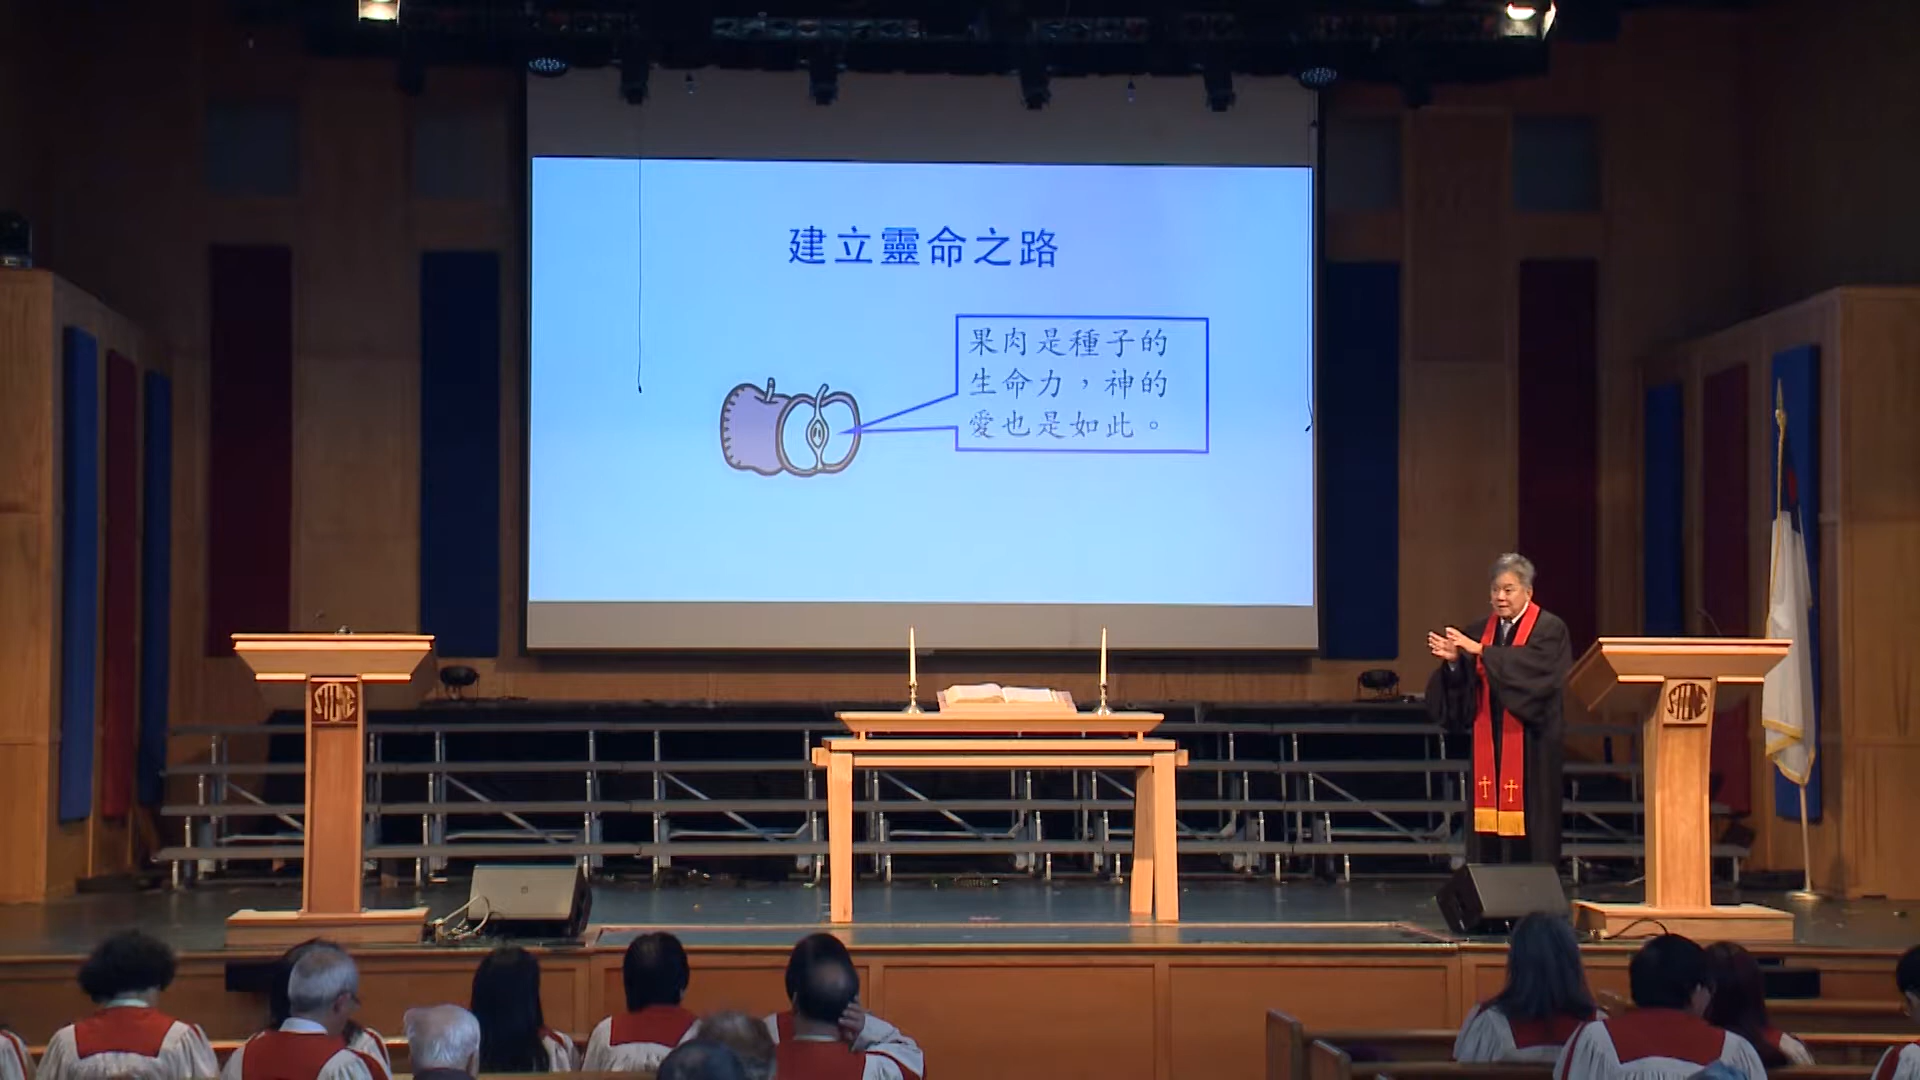 建立靈命之路
果肉是種子的
生命力，神的
愛也是如此。